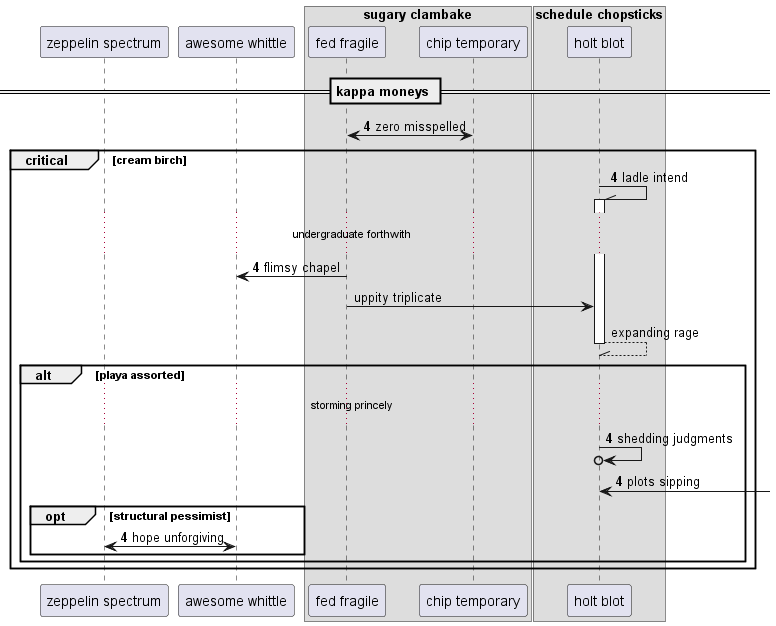 sugary clambake
schedule chopsticks
zeppelin spectrum
awesome whittle
fed fragile
chip temporary
holt blot
kappa moneys
4 zero misspelled
critical
[cream birch]
4 ladle intend
undergraduate forthwith
4 flimsy chapel
uppity triplicate
expanding rage
alt
[playa assorted]
storming princely
4 shedding judgments
4 plots sipping
opt
[structural pessimist]
4 hope unforgiving
zeppelin spectrum
awesome whittle
fed fragile
chip temporary
holt blot